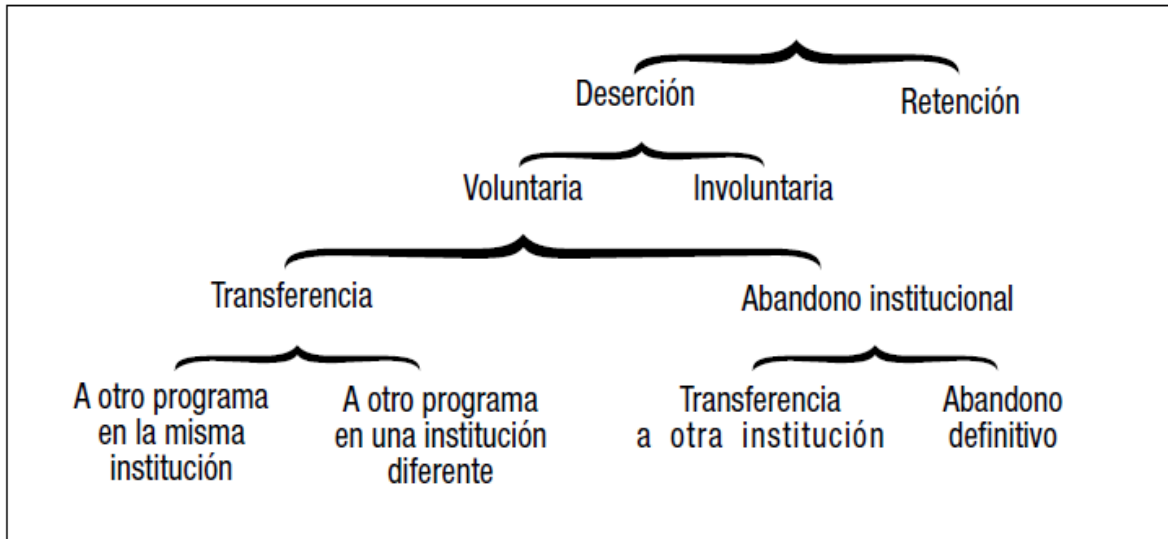 Deserción
Retención
Voluntaria
Involuntaria
Transferencia
Abandono institucional
A otro programa
en la misma
institución
A otro programa
en una institución
diferente
Transferencia
a otra institución
Abandono
definitivo